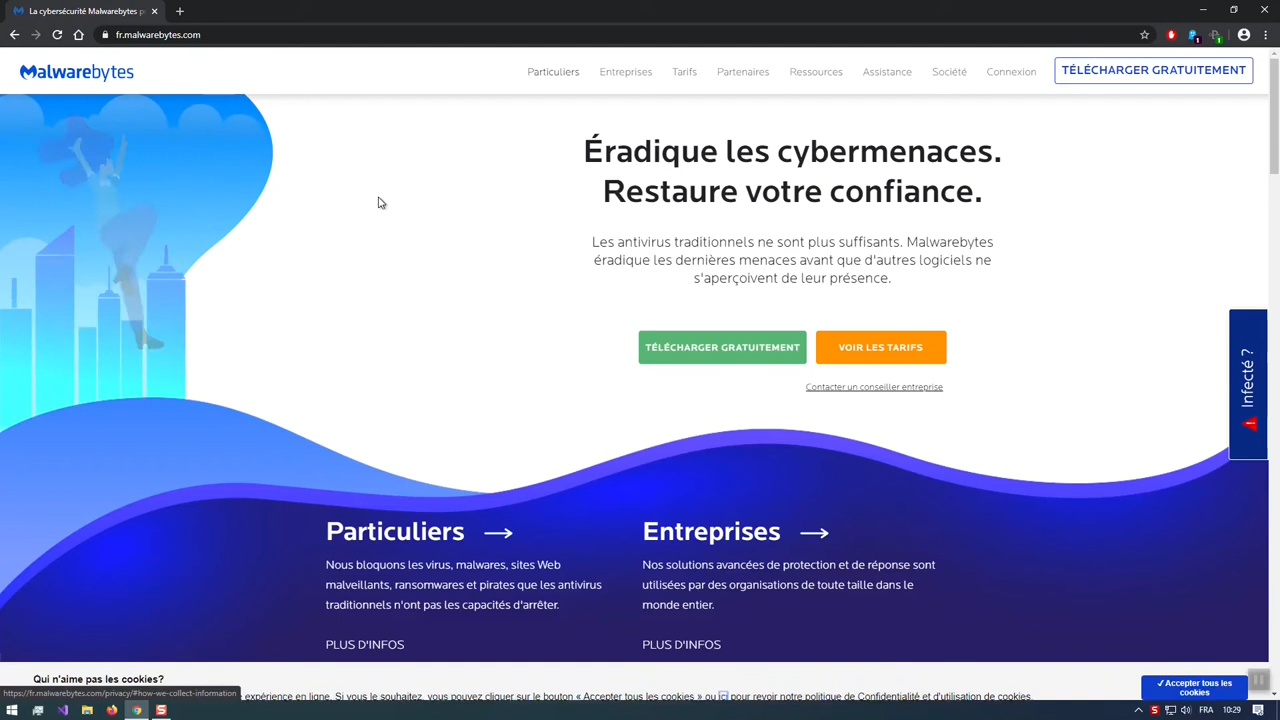 La cybersécurité Malwarebytes
fr.malwarebytes.com
Malwarebytes
Particuliers Entreprises Tarifs Partenaires Ressources Assistance Société Connexion TÉLÉCHARGER GRATUITEMENT
Éradique les cybermenaces.
Restaure votre confiance.
Les antivirus traditionnels ne sont plus suffisants. Malwarebytes
éradique les dernières menaces avant que d'autres logiciels ne
s'aperçoivent de leur présence.
TÉLÉCHARGER GRATUITEMENT VOIR LES TARIFS
Contacter un conseiller entreprise
Infecté ?
Particuliers
Nous bloquons les virus, malwares, sites Web
malveillants, ransomwares et pirates que les antivirus
traditionnels n'ont pas les capacités d'arrêter.
PLUS D'INFOS
Entreprises
Nos solutions avancées de protection et de réponse sont
utilisées par des organisations de toute taille dans le
monde entier.
PLUS D'INFOS
Qui n'aime pas les cookies?
https://fr.malwarebytes.com/privacy/#how-we-collect-information
expérience en ligne. Si vous le souhaitez, vous pouvez cliquer sur le bouton « Accepter tous les cookies » ou ici pour revoir notre politique de Confidentialité et d'utilisation de cookies.
✓Accepter tous les
cookies
FRA 10:29